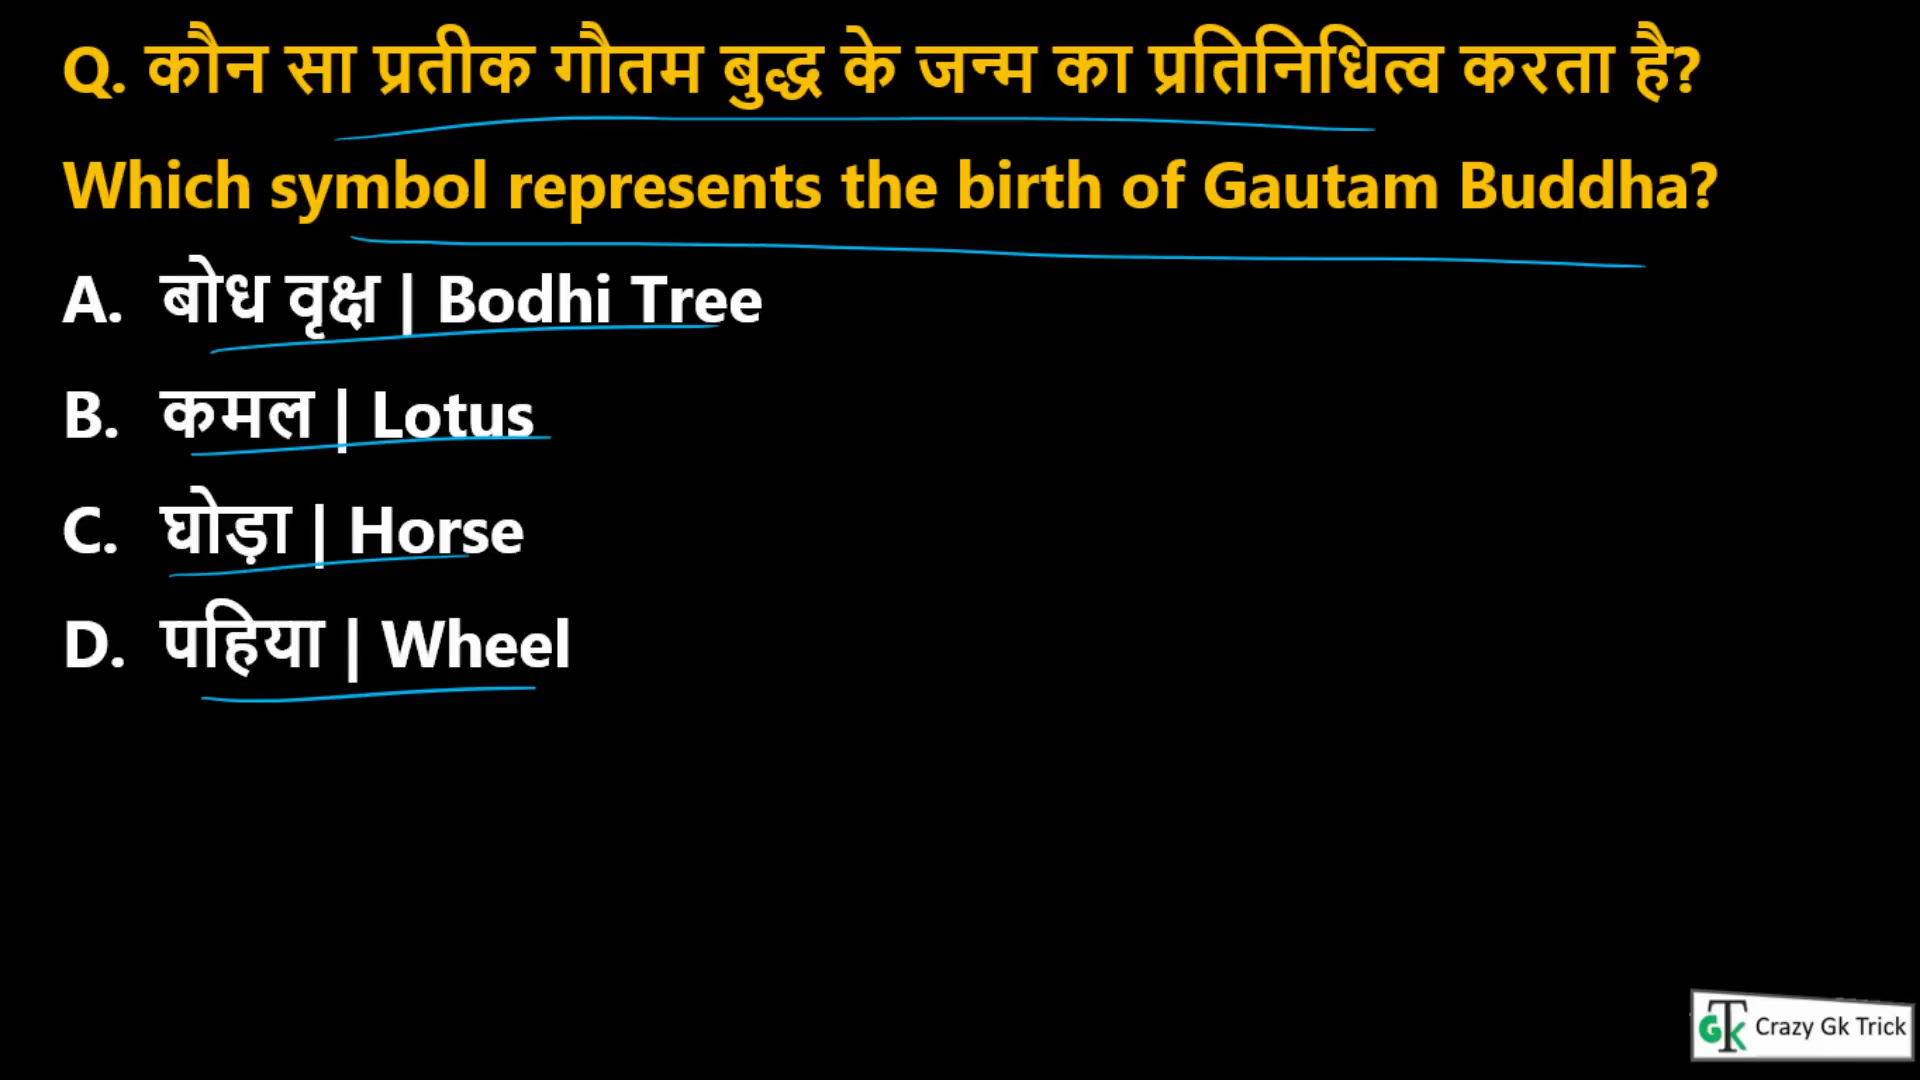 Q. कौन सा प्रतीक गौतम बुद्ध के जन्म का प्रतिनिधित्व करता है?
Which symbol represents the birth of Gautam Buddha?
A. बोध वृक्ष | Bodhi Tree
B. कमल | Lotus
C. घोड़ा | Horse
D. पहिया | Wheel
GTK Crazy Gk Trick